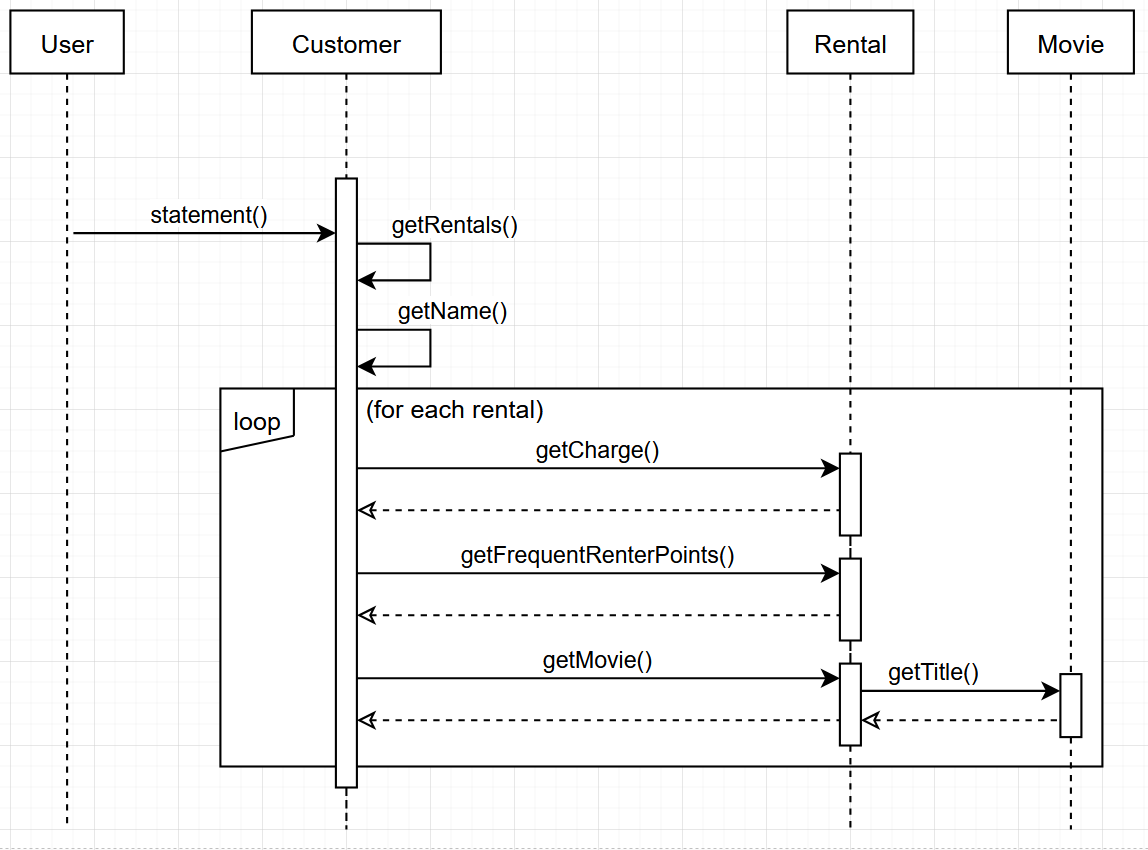 User
Customer
Rental
Movie
statement()
getRentals()
getName()
loop
(for each rental)
getCharge()
getFrequentRenterPoints()
getMovie()
getTitle()